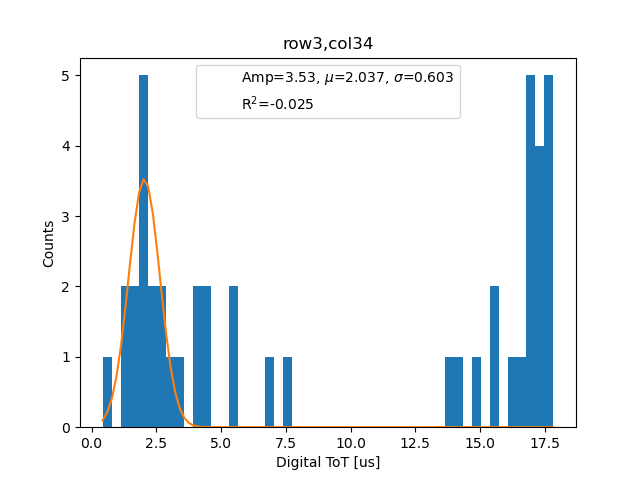 row3,col34
Amp=3.53, μ=2.037, σ=0.603
R²=-0.025
Counts
5
4
3
2
1
0
0.0 2.5 5.0 7.5 10.0 12.5 15.0 17.5
Digital ToT [us]